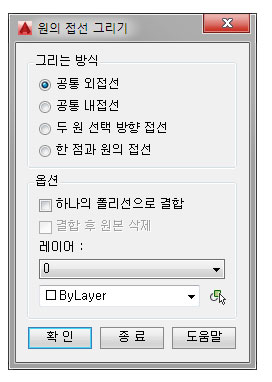 원의 접선 그리기
그리는 방식
공통 외접선
공통 내접선
두 원 선택 방향 접선
한 점과 원의 접선
옵션
하나의 폴리선으로 결합
결합 후 원본 삭제
레이어 :
0
ByLayer
확 인 종 료 도움말